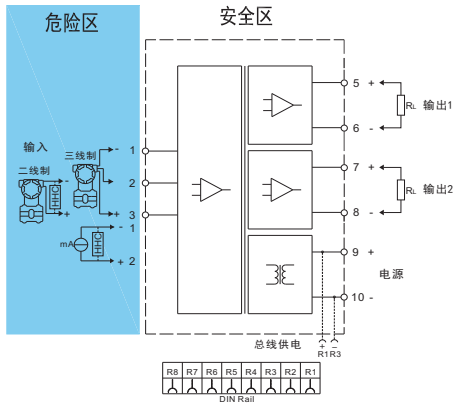 危险区
安全区
输入
二线制
三线制
- 1
2
+ 3
-
+
mA
- 1
+ 2
5 +
6 -
RL 输出1
7 +
8 -
RL 输出2
9 +
电源
10 -
总线供电
+ -
R1 R3
R8 R7 R6 R5 R4 R3 R2 R1
DIN Rail